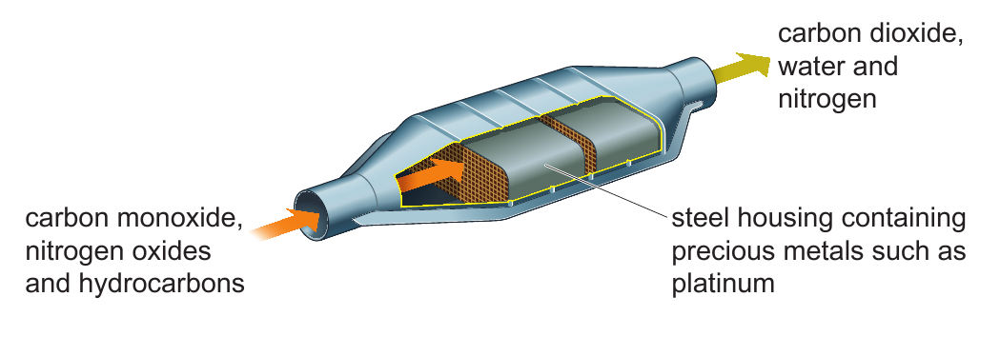 carbon dioxide,
water and
nitrogen
carbon monoxide,
nitrogen oxides
and hydrocarbons
steel housing containing
precious metals such as
platinum